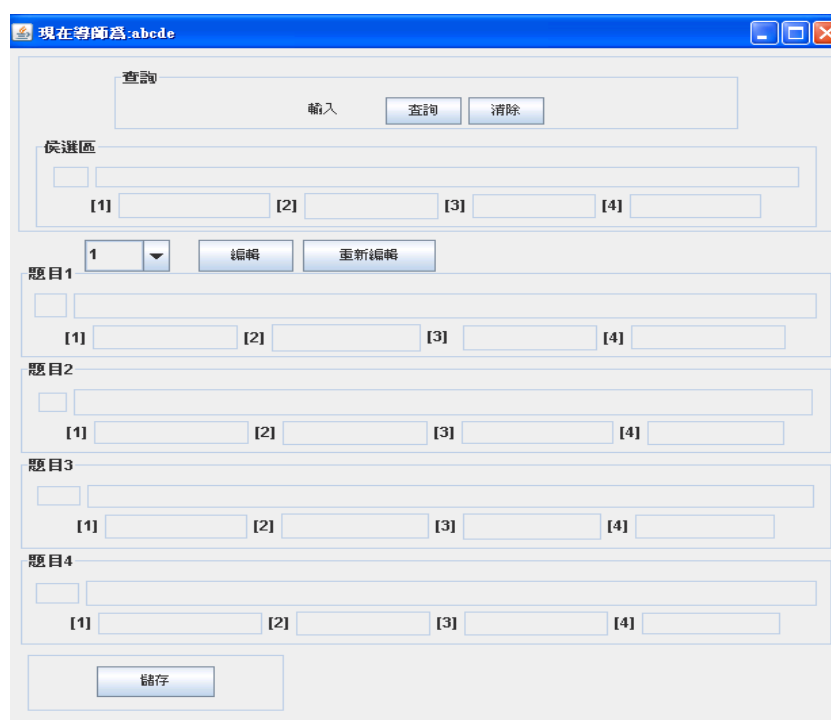 現在導師為:abcde
查詢
輸入 查詢 清除
侯選區
[1] [2] [3] [4]
1 編輯 重新編輯
題目1
[1] [2] [3] [4]
題目2
[1] [2] [3] [4]
題目3
[1] [2] [3] [4]
題目4
[1] [2] [3] [4]
儲存